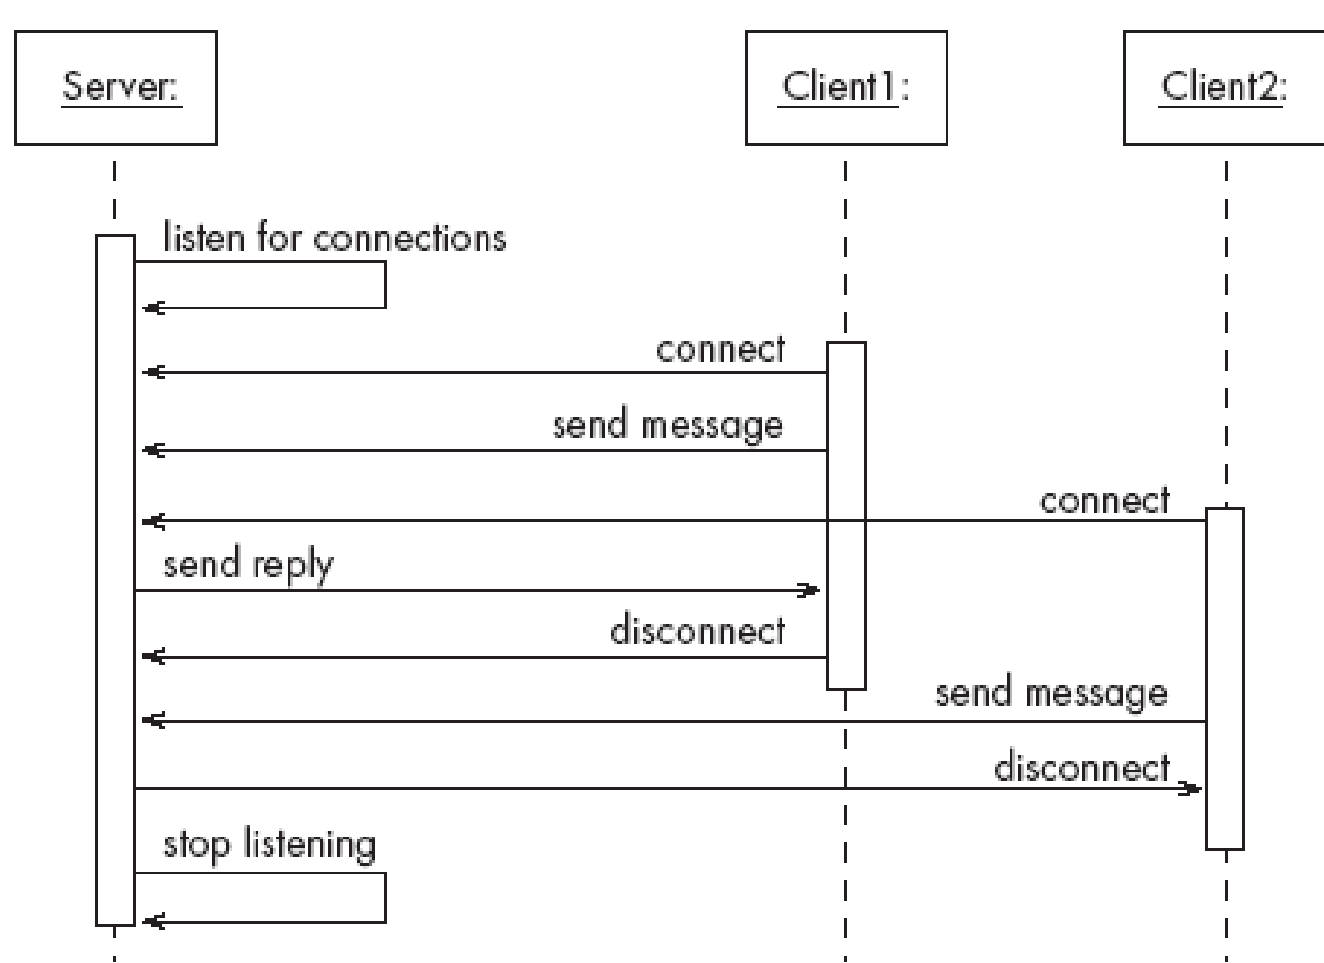 Server:
Client1:
Client2:
listen for connections
connect
send message
connect
send reply
disconnect
send message
disconnect
stop listening